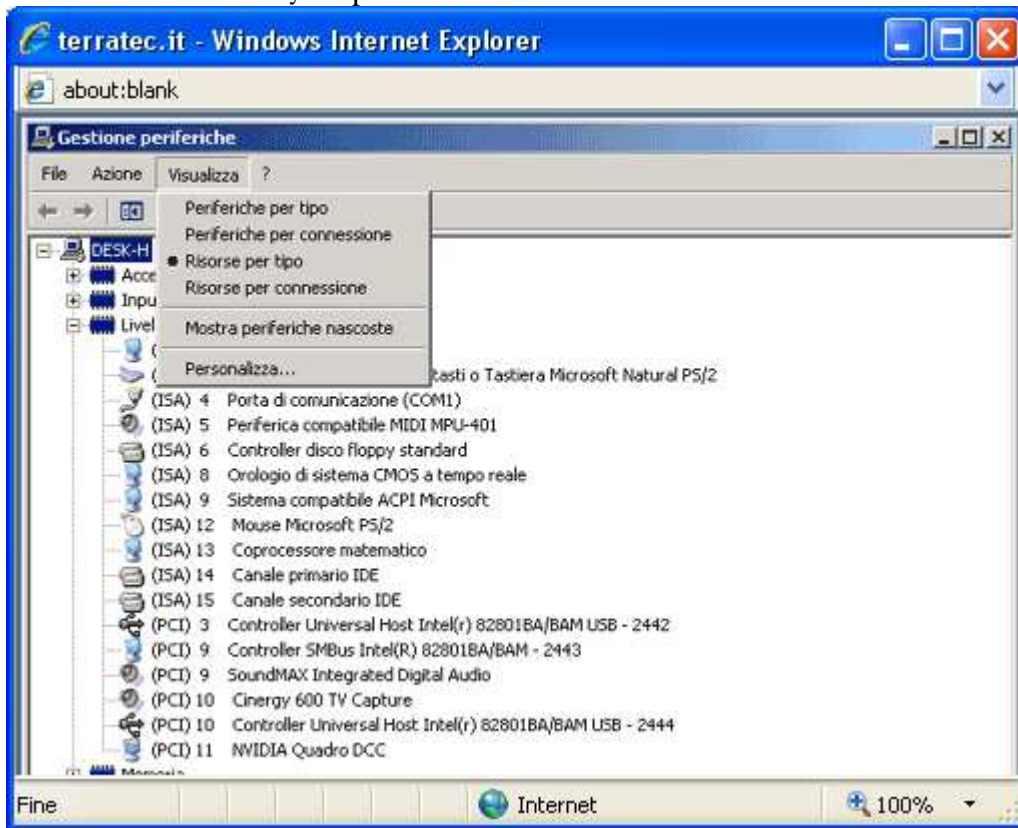 terratec.it - Windows Internet Explorer
about:blank
Gestione periferiche
File Azione Visualizza ?
Periferiche per tipo
Periferiche per connessione
Risorse per tipo
Risorse per connessione
Mostra periferiche nascoste
Personalizza...
DESK-H
Acce
Inpu
Livel
(
( tasti o Tastiera Microsoft Natural PS/2
(ISA) 4 Porta di comunicazione (COM1)
(ISA) 5 Periferica compatibile MIDI MPU-401
(ISA) 6 Controller disco floppy standard
(ISA) 8 Orologio di sistema CMOS a tempo reale
(ISA) 9 Sistema compatibile ACPI Microsoft
(ISA) 12 Mouse Microsoft PS/2
(ISA) 13 Coprocessore matematico
(ISA) 14 Canale primario IDE
(ISA) 15 Canale secondario IDE
(PCI) 3 Controller Universal Host Intel(r) 82801BA/BAM USB - 2442
(PCI) 9 Controller SMBus Intel(R) 82801BA/BAM - 2443
(PCI) 9 SoundMAX Integrated Digital Audio
(PCI) 10 Cinergy 600 TV Capture
(PCI) 10 Controller Universal Host Intel(r) 82801BA/BAM USB - 2444
(PCI) 11 NVIDIA Quadro DCC
Memoria
Fine Internet 100%